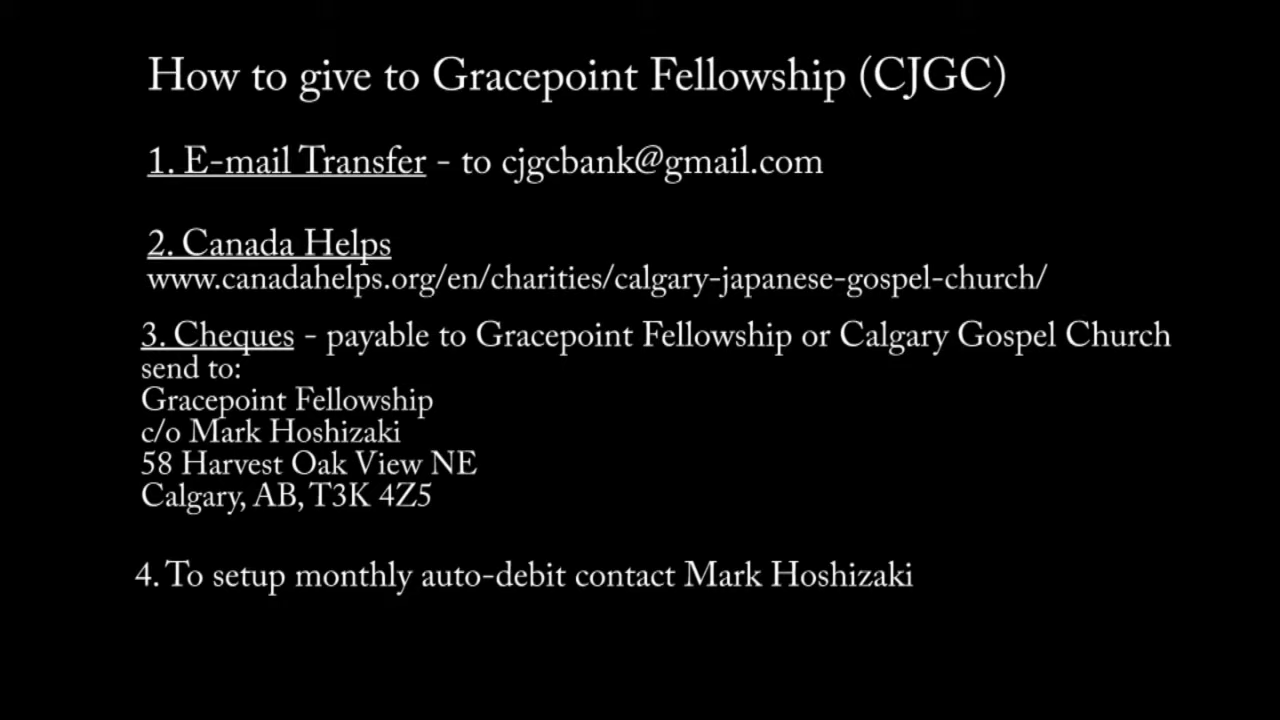 How to give to Gracepoint Fellowship (CJGC)
1. E-mail Transfer - to cjgcbank@gmail.com
2. Canada Helps
www.canadahelps.org/en/charities/calgary-japanese-gospel-church/
3. Cheques - payable to Gracepoint Fellowship or Calgary Gospel Church
send to:
Gracepoint Fellowship
c/o Mark Hoshizaki
58 Harvest Oak View NE
Calgary, AB, T3K 4Z5
4. To setup monthly auto-debit contact Mark Hoshizaki